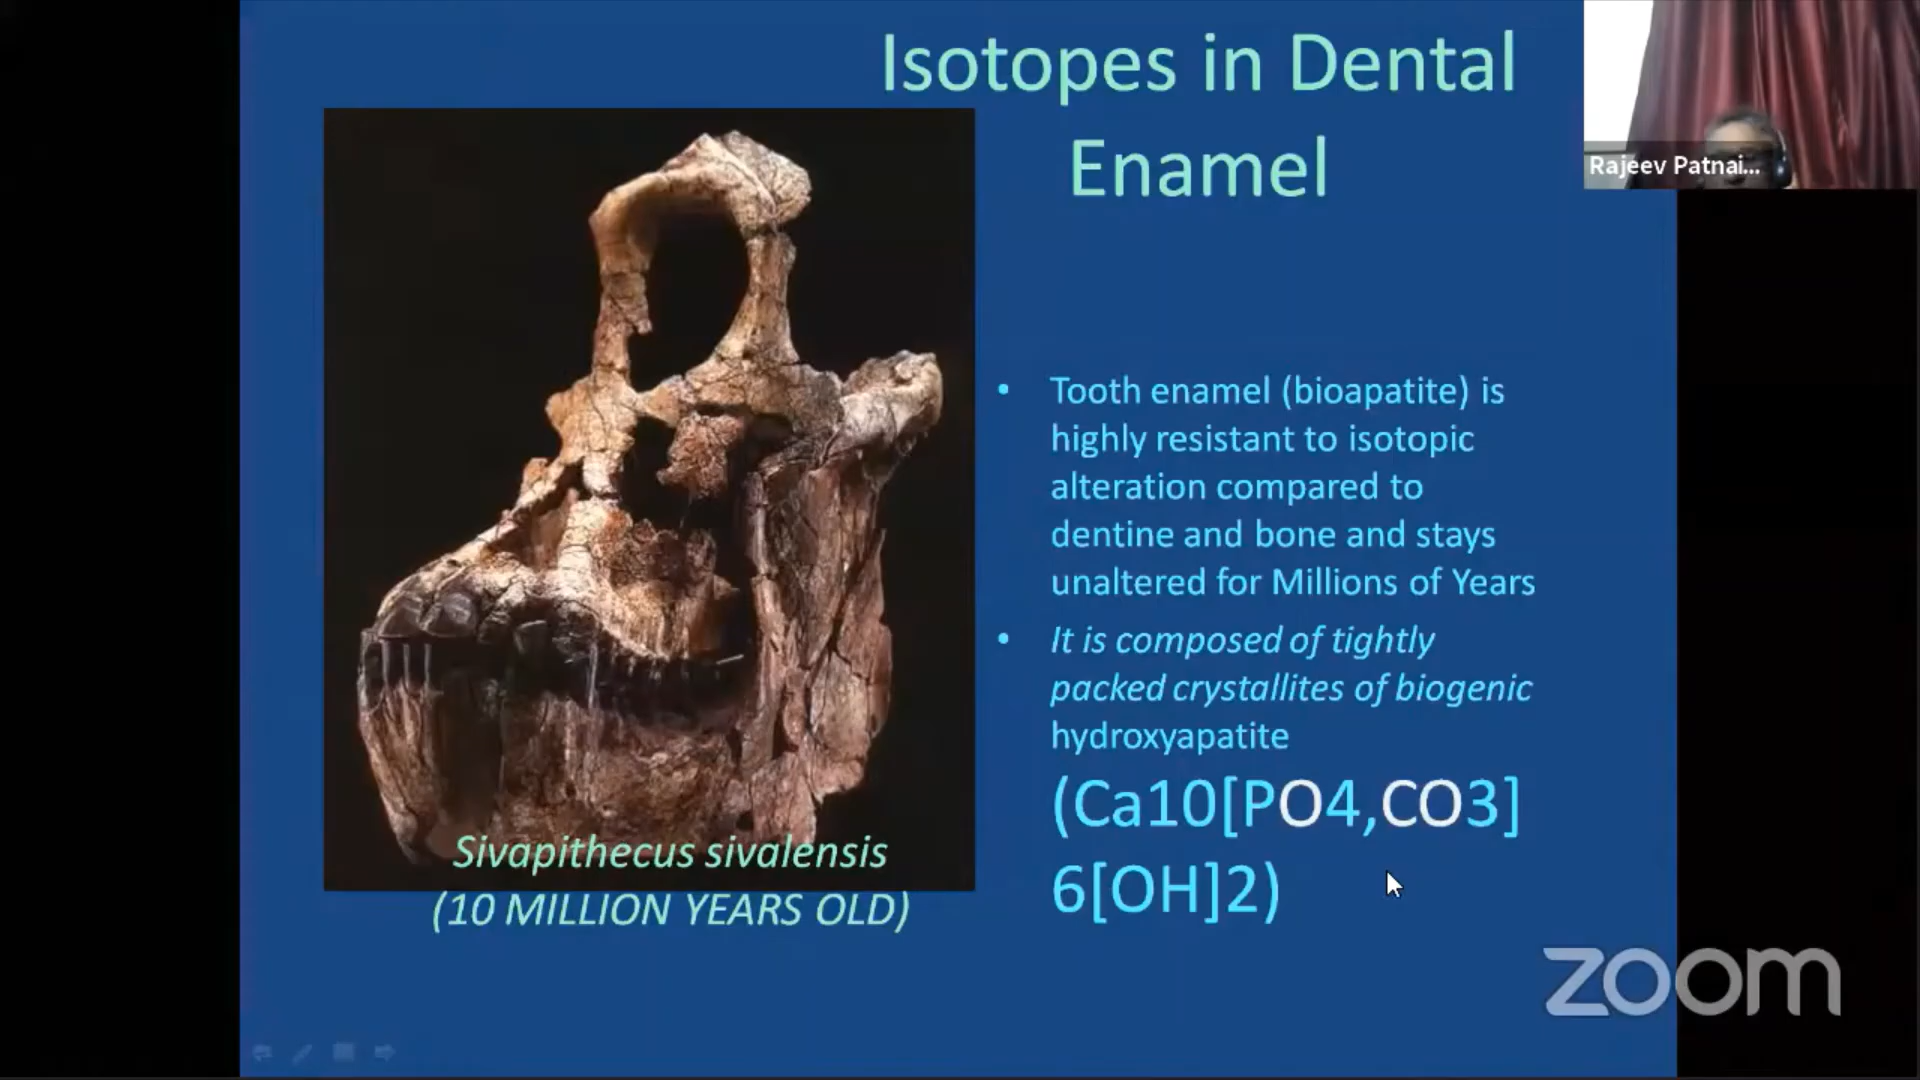 Isotopes in Dental
Enamel
Rajeev Patnai...
• Tooth enamel (bioapatite) is
highly resistant to isotopic
alteration compared to
dentine and bone and stays
unaltered for Millions of Years
• It is composed of tightly
packed crystallites of biogenic
hydroxyapatite
(Ca10[PO4,CO3]
6[OH]2)
Sivapithecus sivalensis
(10 MILLION YEARS OLD)
zoom